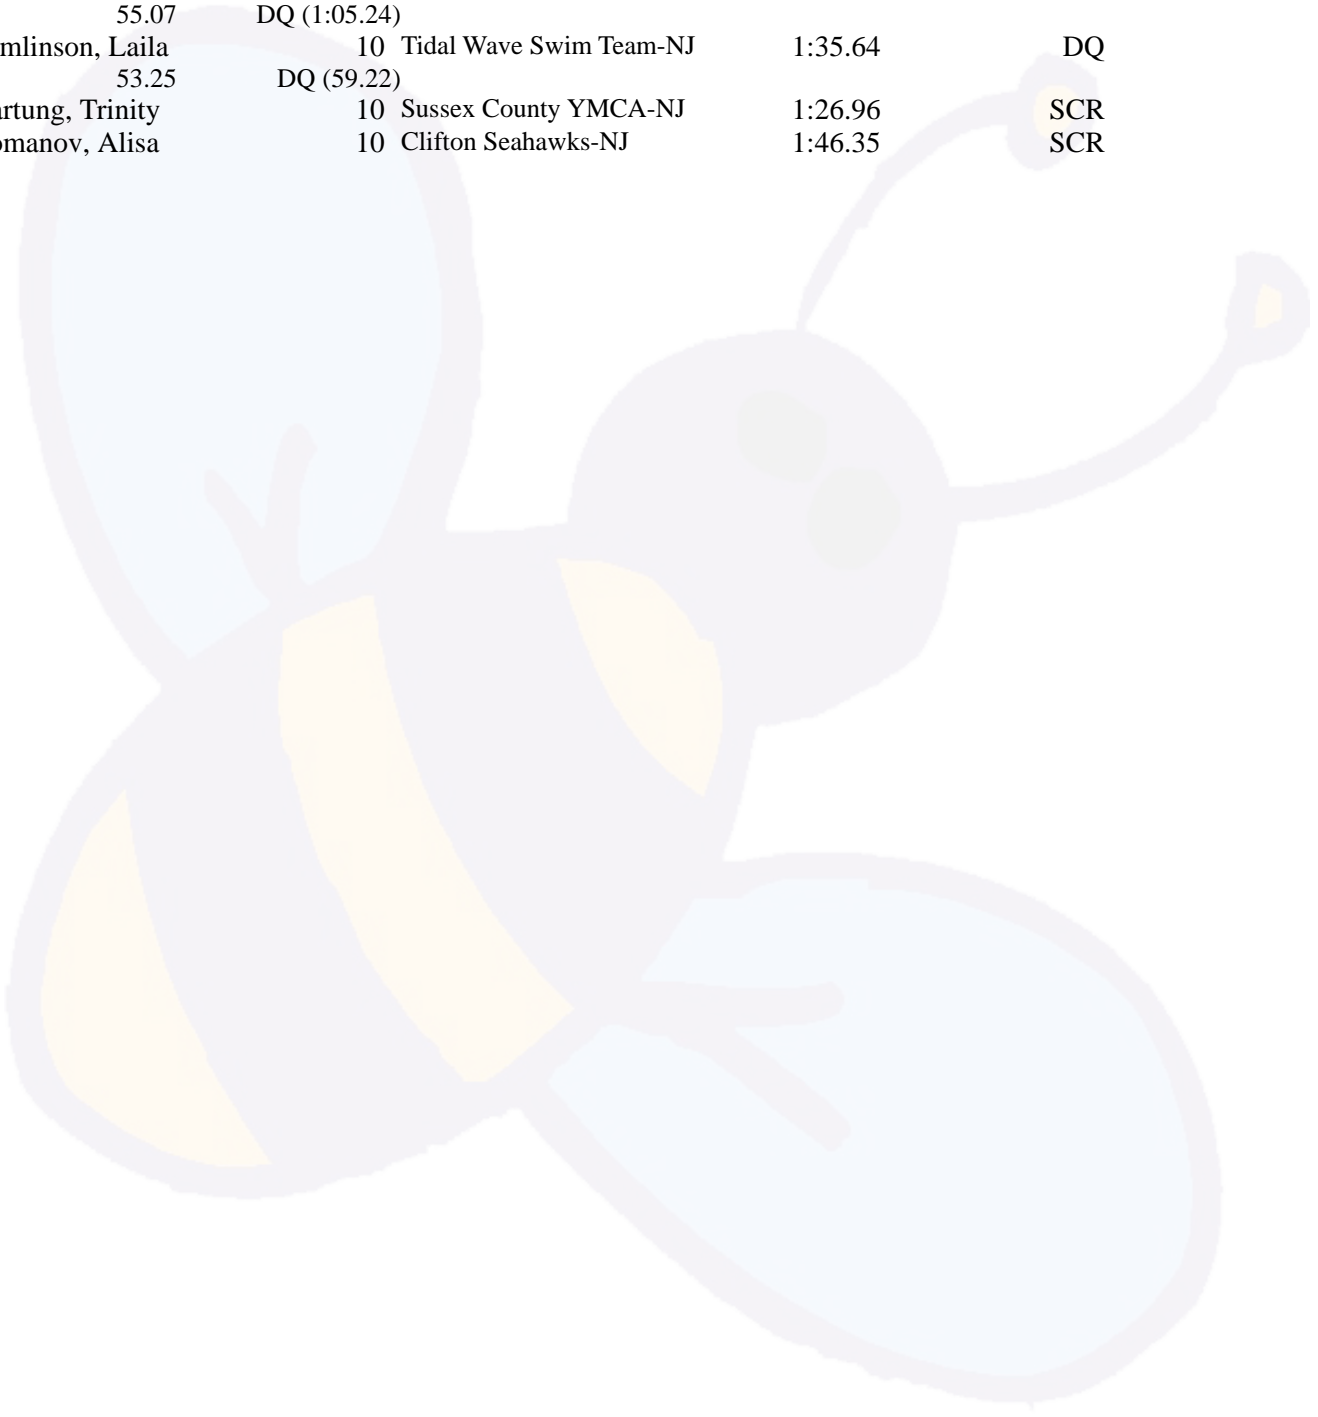 55.07 DQ (1:05.24)
mlinson, Laila 10 Tidal Wave Swim Team-NJ 1:35.64 DQ
53.25 DQ (59.22)
artung, Trinity 10 Sussex County YMCA-NJ 1:26.96 SCR
omanov, Alisa 10 Clifton Seahawks-NJ 1:46.35 SCR